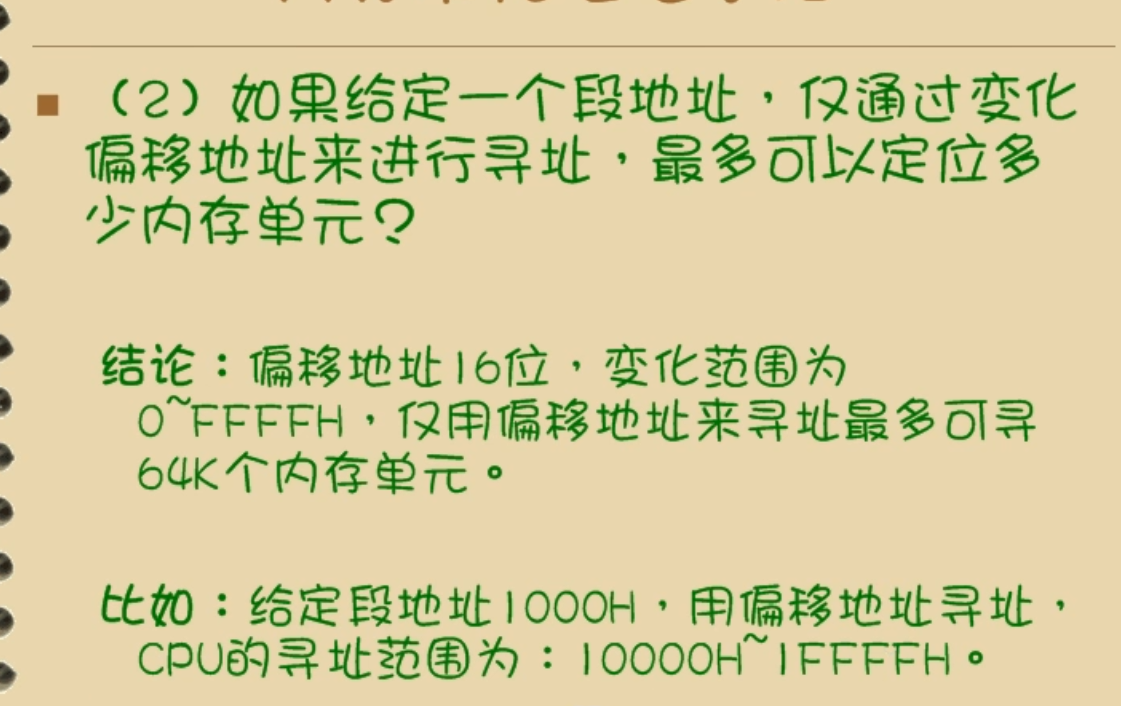 （2）如果给定一个段地址，仅通过变化
偏移地址来进行寻址，最多可以定位多
少内存单元？
结论：偏移地址16位，变化范围为
0~FFFFH，仅用偏移地址来寻址最多可寻
64K个内存单元。
比如：给定段地址1000H，用偏移地址寻址，
CPU的寻址范围为：10000H~1FFFFH。